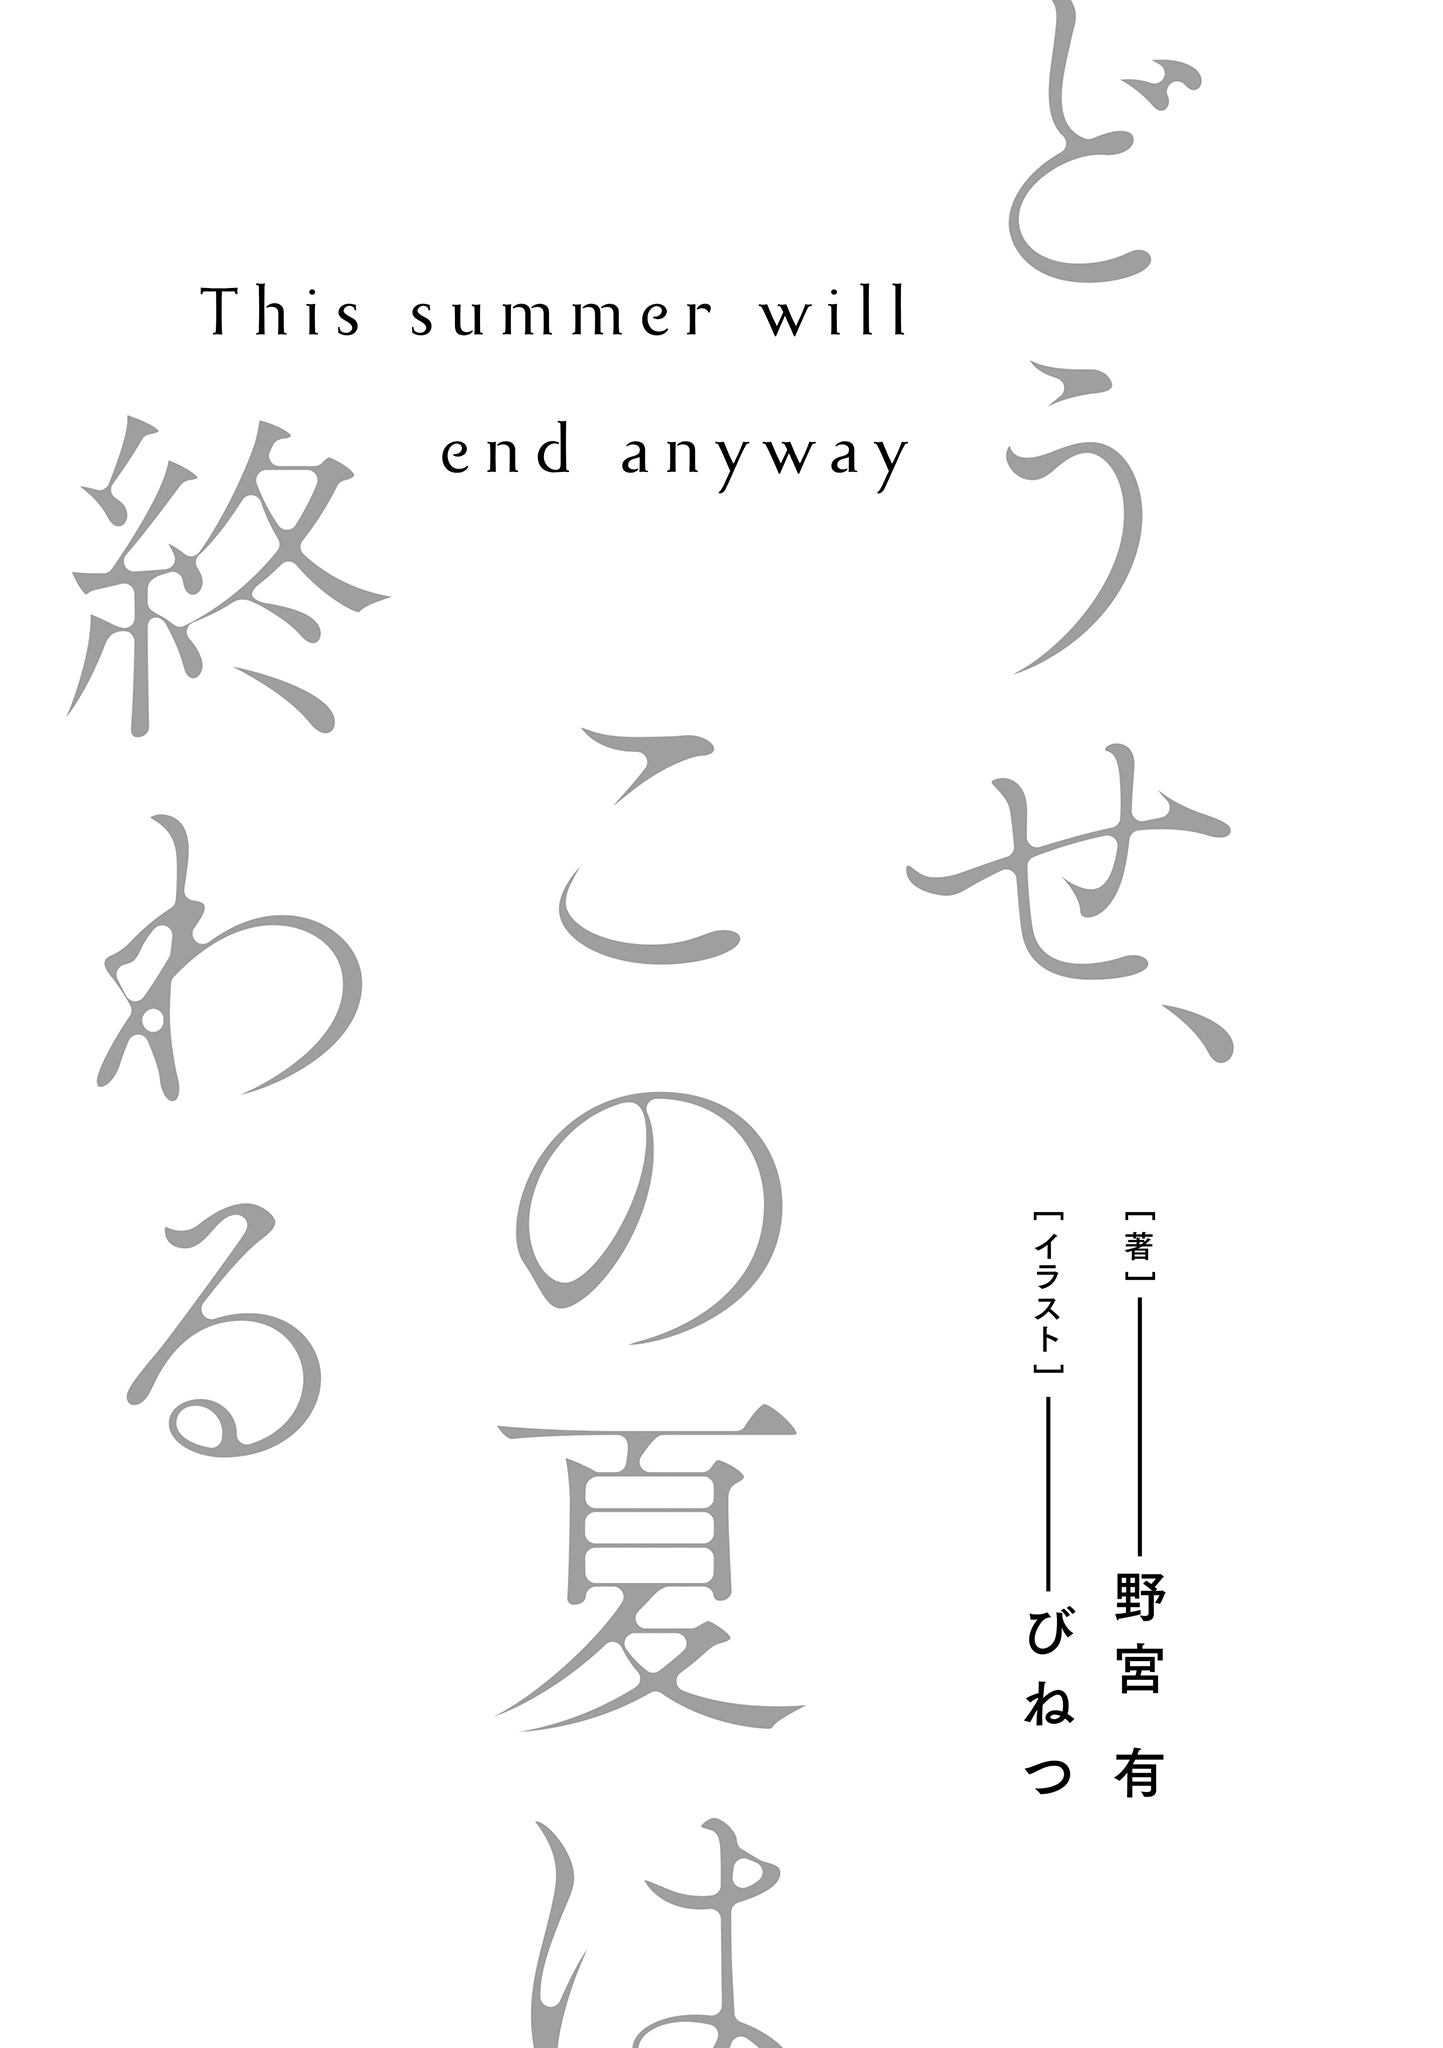 どうせ、
この夏は
終わる
This summer will
end anyway
［著］――野宮 有
［イラスト］――びねつ